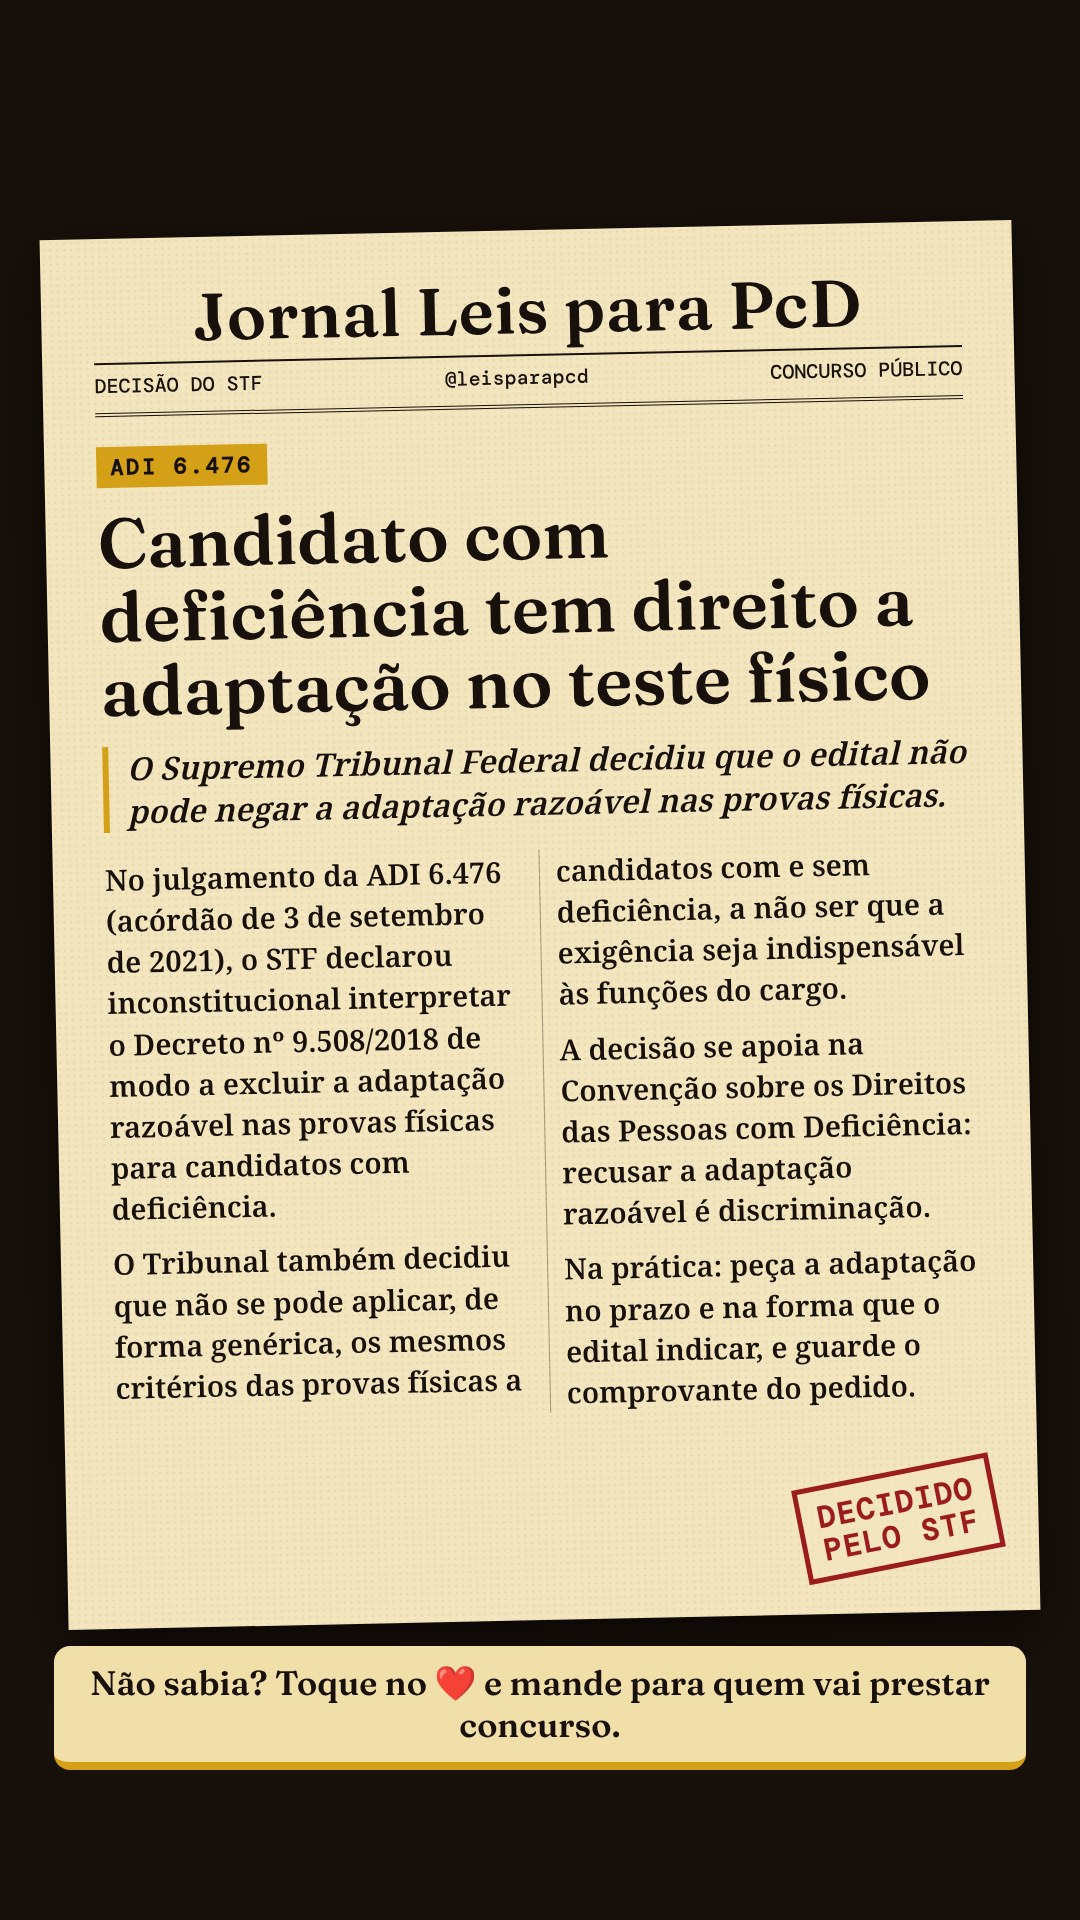 Jornal Leis para PcD
DECISÃO DO STF
@leisparapcd
CONCURSO PÚBLICO
ADI 6.476
Candidato com
deficiência tem direito a
adaptação no teste físico
O Supremo Tribunal Federal decidiu que o edital não
pode negar a adaptação razoável nas provas físicas.
No julgamento da ADI 6.476
(acórdão de 3 de setembro
de 2021), o STF declarou
inconstitucional interpretar
o Decreto nº 9.508/2018 de
modo a excluir a adaptação
razoável nas provas físicas
para candidatos com
deficiência.
O Tribunal também decidiu
que não se pode aplicar, de
forma genérica, os mesmos
critérios das provas físicas a
candidatos com e sem
deficiência, a não ser que a
exigência seja indispensável
às funções do cargo.
A decisão se apoia na
Convenção sobre os Direitos
das Pessoas com Deficiência:
recusar a adaptação
razoável é discriminação.
Na prática: peça a adaptação
no prazo e na forma que o
edital indicar, e guarde o
comprovante do pedido.
DECIDIDO
PELO STF
Não sabia? Toque no ❤️ e mande para quem vai prestar
concurso.